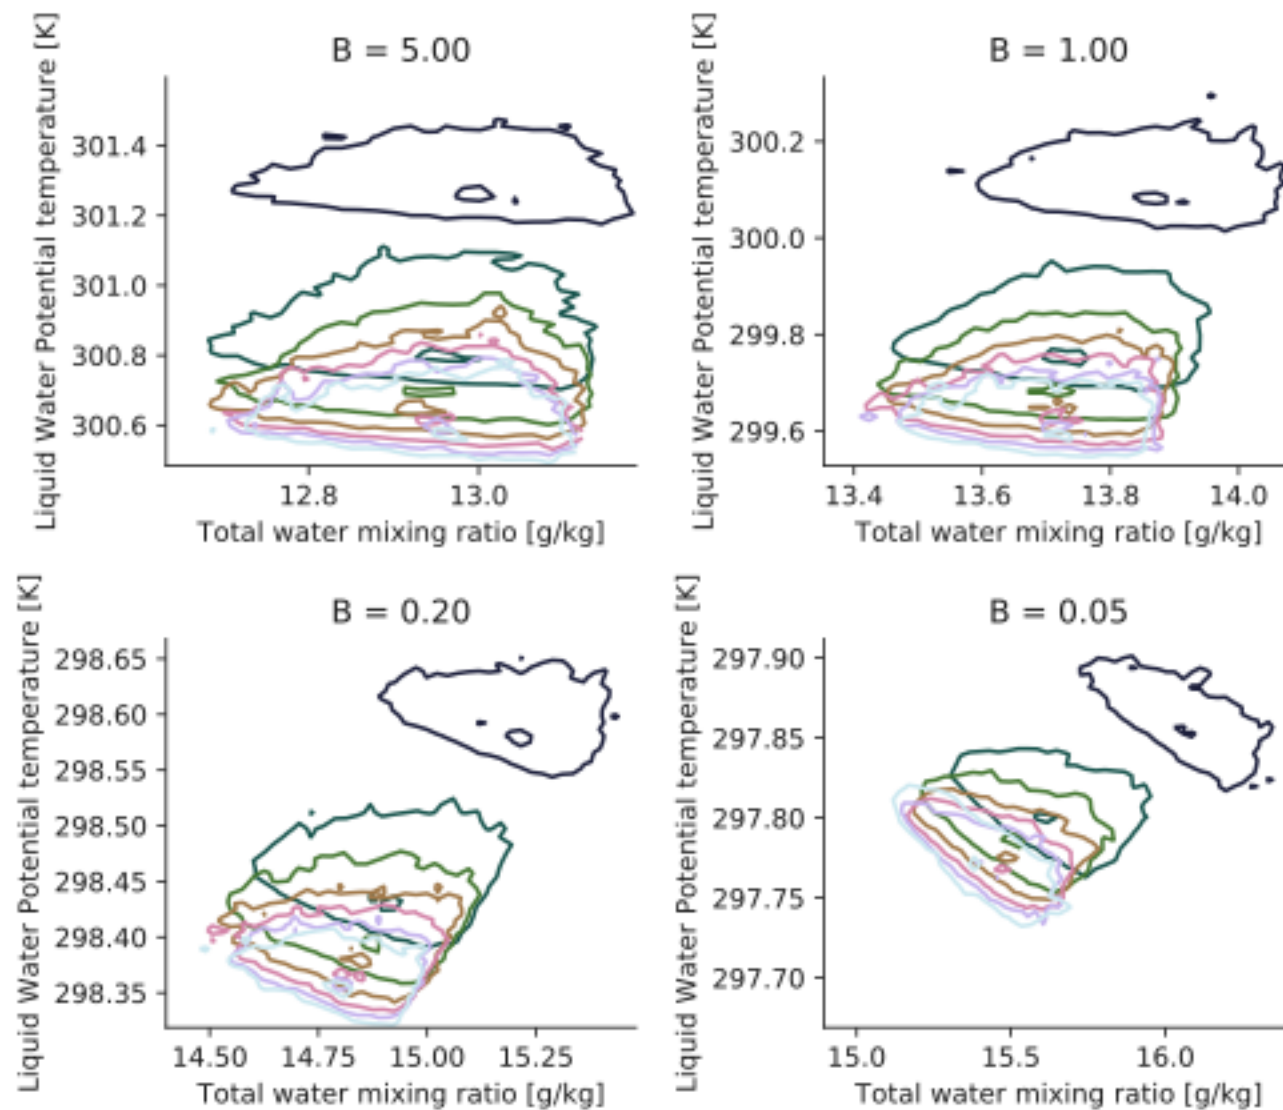 B = 5.00
Liquid Water Potential temperature [K]
301.4
301.2
301.0
300.8
300.6
12.8 13.0
Total water mixing ratio [g/kg]
B = 1.00
Liquid Water Potential temperature [K]
300.2
300.0
299.8
299.6
13.4 13.6 13.8 14.0
Total water mixing ratio [g/kg]
B = 0.20
Liquid Water Potential temperature [K]
298.65
298.60
298.55
298.50
298.45
298.40
298.35
14.50 14.75 15.00 15.25
Total water mixing ratio [g/kg]
B = 0.05
Liquid Water Potential temperature [K]
297.90
297.85
297.80
297.75
297.70
15.0 15.5 16.0
Total water mixing ratio [g/kg]